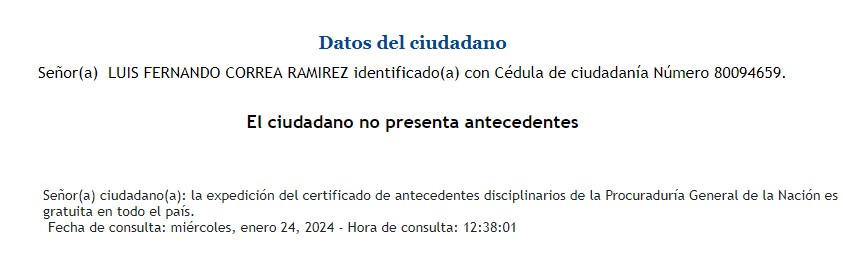 Datos del ciudadano
Señor(a) LUIS FERNANDO CORREA RAMIREZ identificado(a) con Cédula de ciudadanía Número 80094659.
El ciudadano no presenta antecedentes
Señor(a) ciudadano(a): la expedición del certificado de antecedentes disciplinarios de la Procuraduría General de la Nación es
gratuita en todo el país.
Fecha de consulta: miércoles, enero 24, 2024 - Hora de consulta: 12:38:01